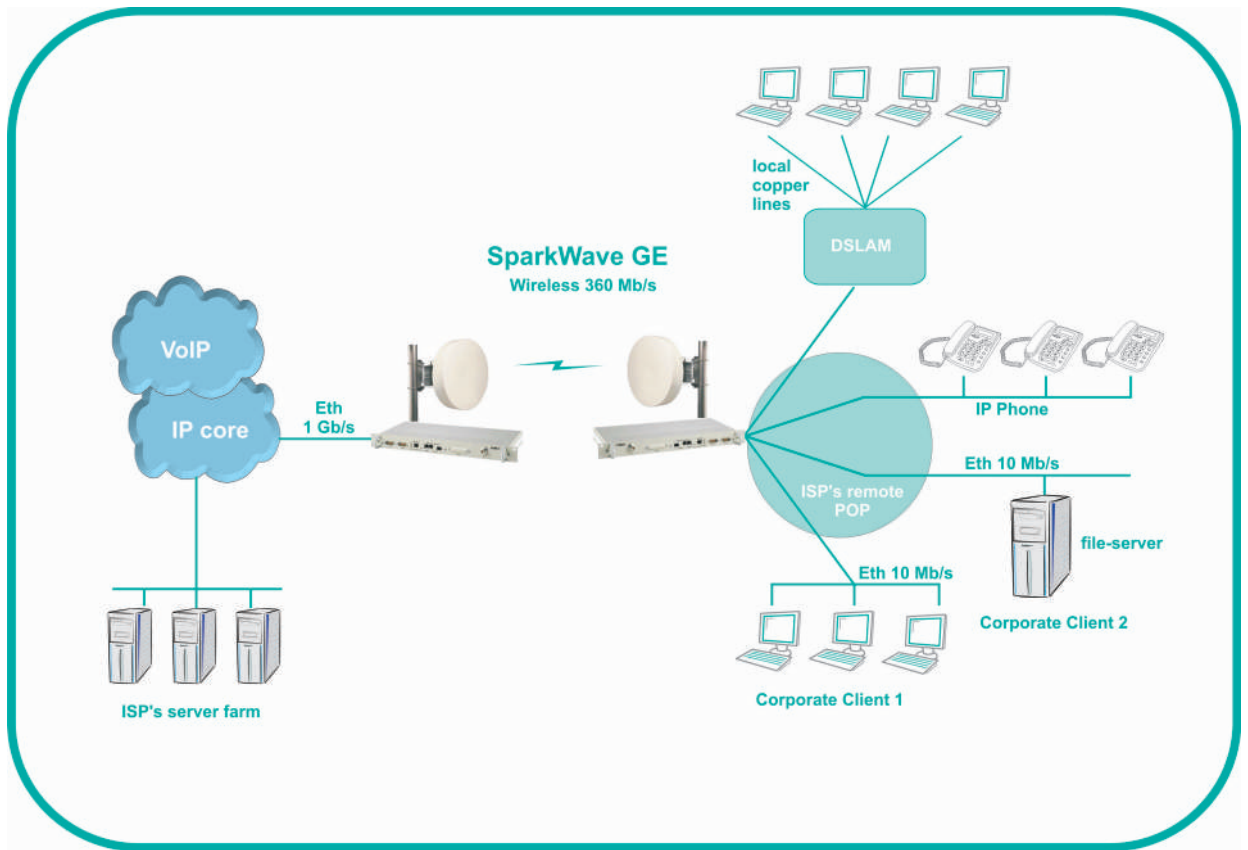 local
copper
lines
DSLAM
SparkWave GE
Wireless 360 Mb/s
VoIP
IP core
Eth
1 Gb/s
IP Phone
Eth 10 Mb/s
ISP's remote
POP
file-server
Eth 10 Mb/s
Corporate Client 2
Corporate Client 1
ISP's server farm